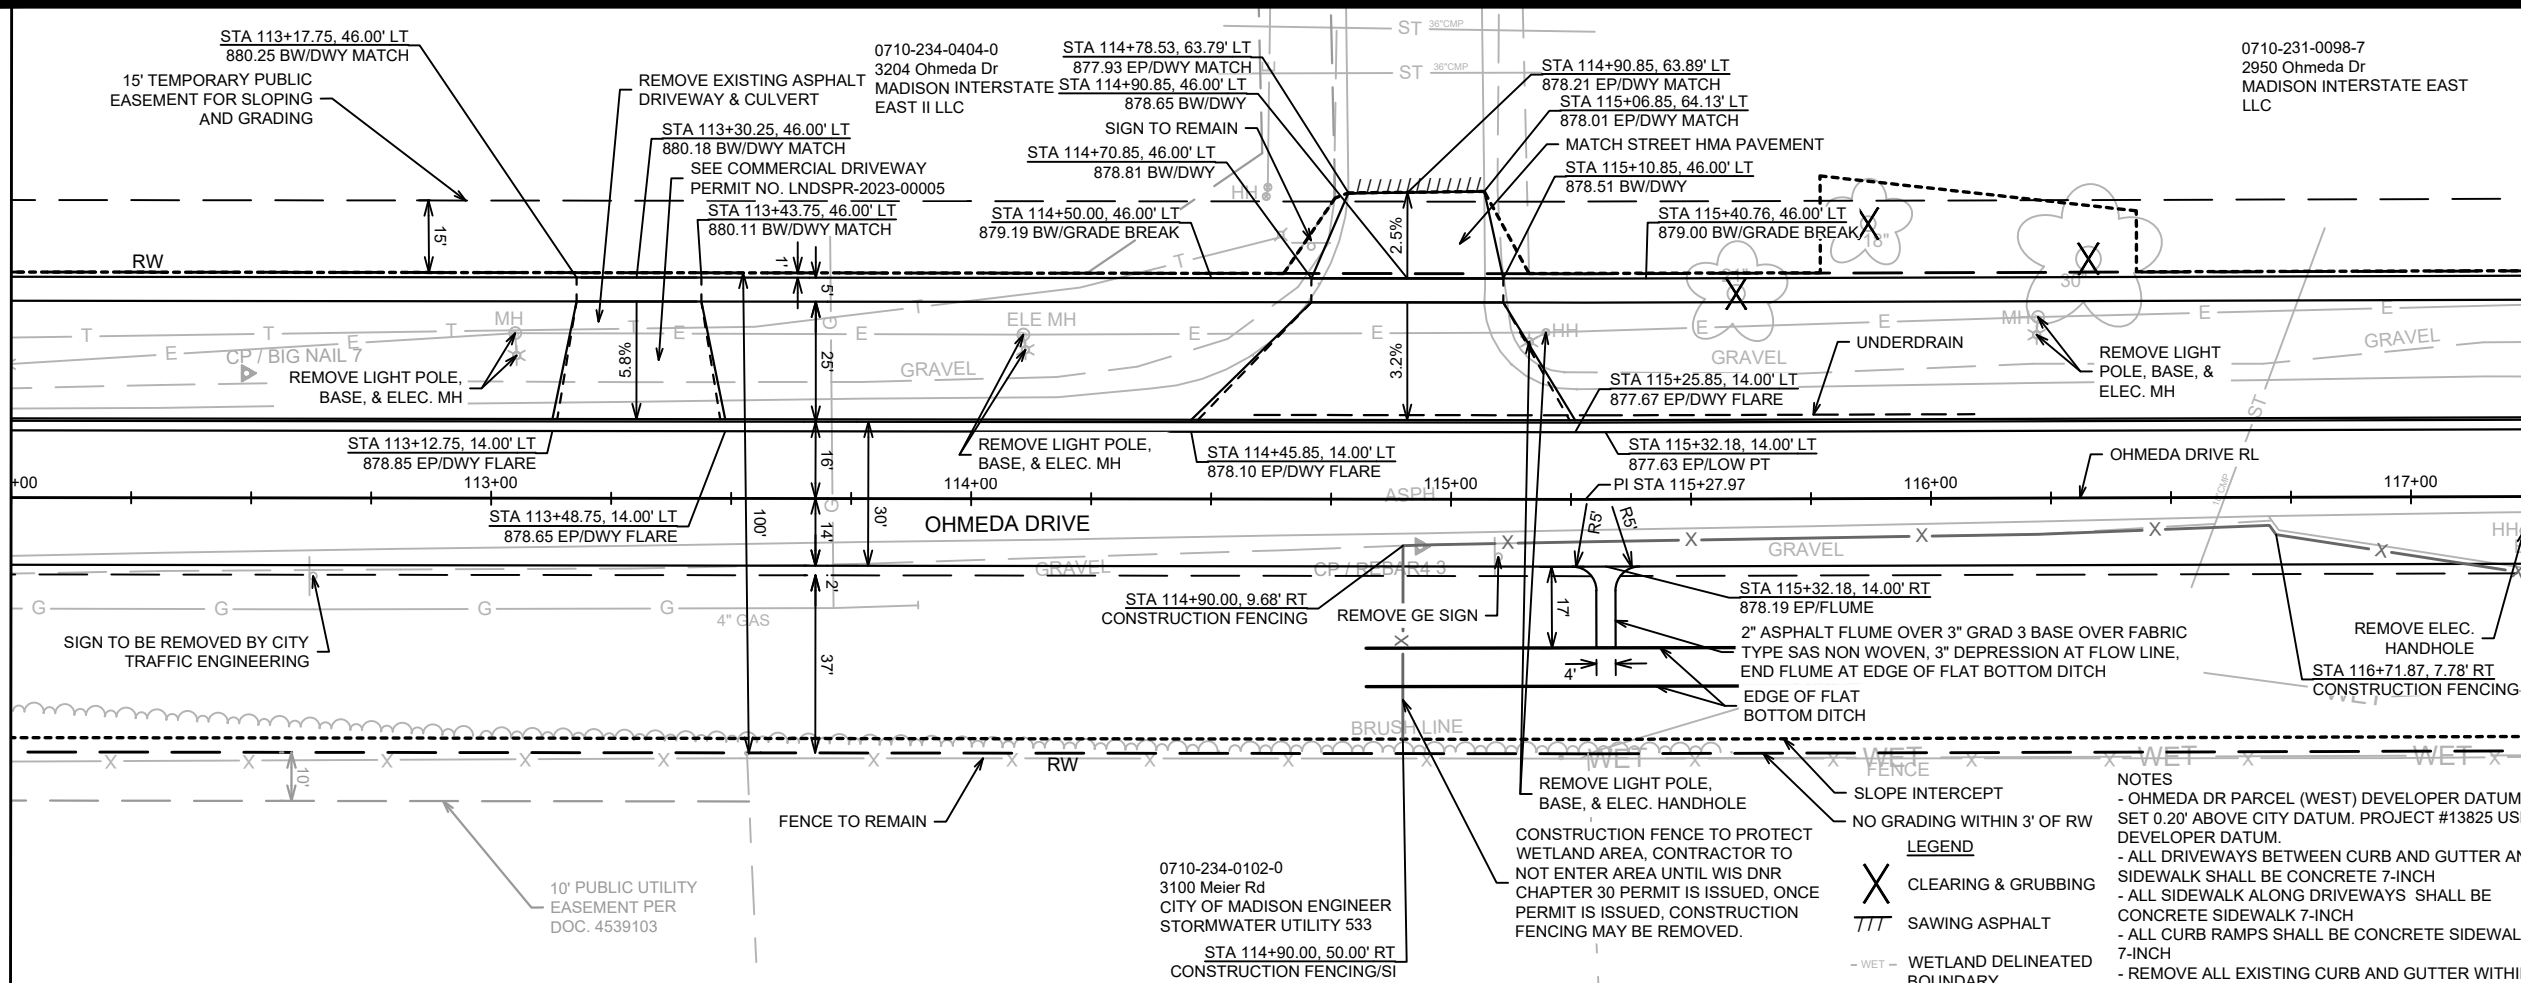 STA 113+17.75, 46.00' LT
880.25 BW/DWY MATCH
15' TEMPORARY PUBLIC
EASEMENT FOR SLOPING
AND GRADING
REMOVE EXISTING ASPHALT
DRIVEWAY & CULVERT
STA 113+30.25, 46.00' LT
880.18 BW/DWY MATCH
SEE COMMERCIAL DRIVEWAY
PERMIT NO. LNDSPR-2023-00005
STA 113+43.75, 46.00' LT
880.11 BW/DWY MATCH
0710-234-0404-0
3204 Ohmeda Dr
MADISON INTERSTATE
EAST II LLC
STA 114+78.53, 63.79' LT
877.93 EP/DWY MATCH
STA 114+90.85, 46.00' LT
878.65 BW/DWY
SIGN TO REMAIN
STA 114+70.85, 46.00' LT
878.81 BW/DWY
STA 114+50.00, 46.00' LT
879.19 BW/GRADE BREAK
ST 36"CMP
ST 36"CMP
STA 114+90.85, 63.89' LT
878.21 EP/DWY MATCH
STA 115+06.85, 64.13' LT
878.01 EP/DWY MATCH
MATCH STREET HMA PAVEMENT
STA 115+10.85, 46.00' LT
878.51 BW/DWY
STA 115+40.76, 46.00' LT
879.00 BW/GRADE BREAK
0710-231-0098-7
2950 Ohmeda Dr
MADISON INTERSTATE EAST
LLC
HH
15'
RW
1'
5'
2.5%
18"
30"
T T T E T E T G E
MH
ELE MH
E E E E E E
HH
MH
CP / BIG NAIL 7
5.8%
25'
GRAVEL
3.2%
GRAVEL
UNDERDRAIN
GRAVEL
REMOVE LIGHT POLE,
BASE, & ELEC. MH
REMOVE LIGHT
POLE, BASE, &
ELEC. MH
STA 115+25.85, 14.00' LT
877.67 EP/DWY FLARE
ST
STA 113+12.75, 14.00' LT
878.85 EP/DWY FLARE
16'
REMOVE LIGHT POLE,
BASE, & ELEC. MH
STA 114+45.85, 14.00' LT
878.10 EP/DWY FLARE
STA 115+32.18, 14.00' LT
877.63 EP/LOW PT
OHMEDA DRIVE RL
+00
113+00
114+00
115+00
116+00
117+00
ASPH
PI STA 115+27.97
STA 113+48.75, 14.00' LT
878.65 EP/DWY FLARE
100'
14'
30'
G
OHMEDA DRIVE
R5'
R5'
X X X X X
GRAVEL
HH
GRAVEL
CP / REBAR4 3
2'
G G G G
4" GAS
STA 114+90.00, 9.68' RT
CONSTRUCTION FENCING
REMOVE GE SIGN
17'
STA 115+32.18, 14.00' RT
878.19 EP/FLUME
SIGN TO BE REMOVED BY CITY
TRAFFIC ENGINEERING
37'
X
4'
2" ASPHALT FLUME OVER 3" GRAD 3 BASE OVER FABRIC
TYPE SAS NON WOVEN, 3" DEPRESSION AT FLOW LINE,
END FLUME AT EDGE OF FLAT BOTTOM DITCH
EDGE OF FLAT
BOTTOM DITCH
REMOVE ELEC.
HANDHOLE
STA 116+71.87, 7.78' RT
CONSTRUCTION FENCING
WET
BRUSH LINE
X X X X X X X X X X
RW
WET WET WET WET
FENCE
10'
FENCE TO REMAIN
REMOVE LIGHT POLE,
BASE, & ELEC. HANDHOLE
SLOPE INTERCEPT
NO GRADING WITHIN 3' OF RW
CONSTRUCTION FENCE TO PROTECT
WETLAND AREA, CONTRACTOR TO
NOT ENTER AREA UNTIL WIS DNR
CHAPTER 30 PERMIT IS ISSUED, ONCE
PERMIT IS ISSUED, CONSTRUCTION
FENCING MAY BE REMOVED.
10' PUBLIC UTILITY
EASEMENT PER
DOC. 4539103
0710-234-0102-0
3100 Meier Rd
CITY OF MADISON ENGINEER
STORMWATER UTILITY 533
STA 114+90.00, 50.00' RT
CONSTRUCTION FENCING/SI
LEGEND
CLEARING & GRUBBING
SAWING ASPHALT
WET WETLAND DELINEATED
BOUNDARY
NOTES
- OHMEDA DR PARCEL (WEST) DEVELOPER DATUM
SET 0.20' ABOVE CITY DATUM. PROJECT #13825 US
DEVELOPER DATUM.
- ALL DRIVEWAYS BETWEEN CURB AND GUTTER AN
SIDEWALK SHALL BE CONCRETE 7-INCH
- ALL SIDEWALK ALONG DRIVEWAYS SHALL BE
CONCRETE SIDEWALK 7-INCH
- ALL CURB RAMPS SHALL BE CONCRETE SIDEWAL
7-INCH
- REMOVE ALL EXISTING CURB AND GUTTER WITHI